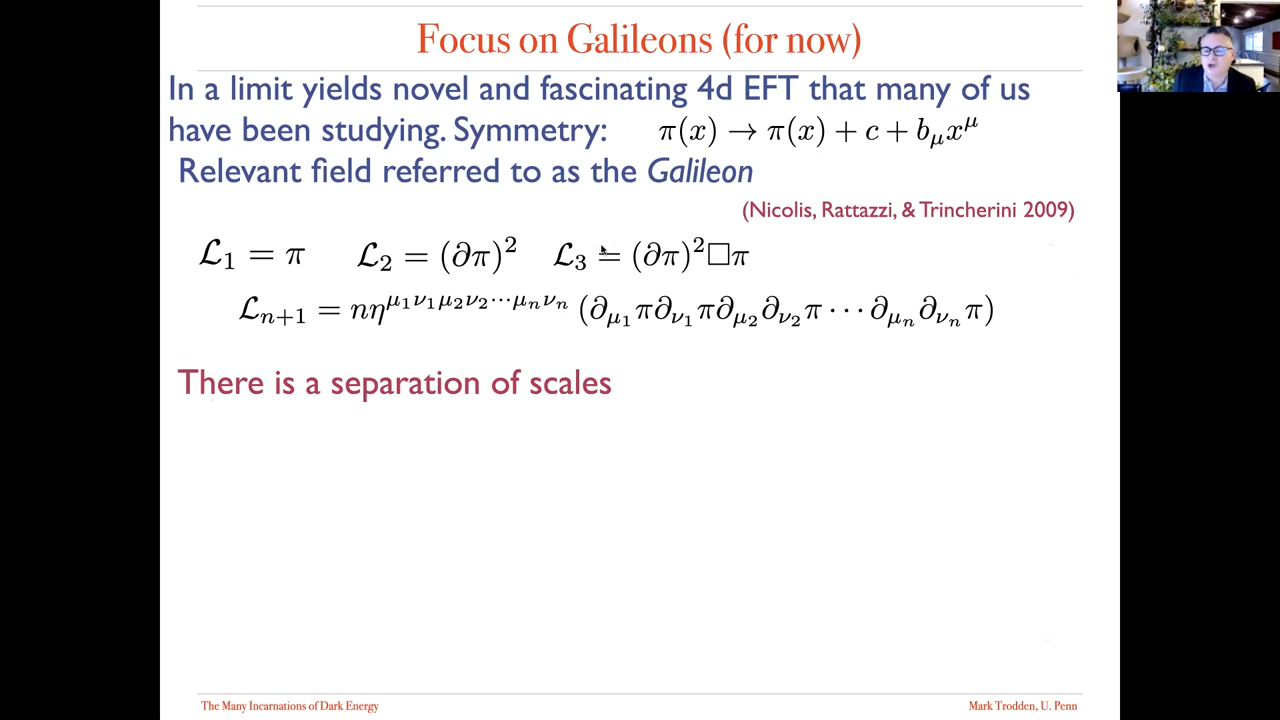 Focus on Galileons (for now)
In a limit yields novel and fascinating 4d EFT that many of us
have been studying. Symmetry: π(x) → π(x) + c + b_μ x^μ
Relevant field referred to as the Galileon
(Nicolis, Rattazzi, & Trincherini 2009)
ℒ₁ = π ℒ₂ = (∂π)² ℒ₃ = (∂π)²□π
ℒ_{n+1} = nη^{μ₁ν₁μ₂ν₂⋯μₙνₙ} (∂_{μ₁}π∂_{ν₁}π∂_{μ₂}∂_{ν₂}π⋯∂_{μₙ}∂_{νₙ}π)
There is a separation of scales
The Many Incarnations of Dark Energy
Mark Trodden, U. Penn